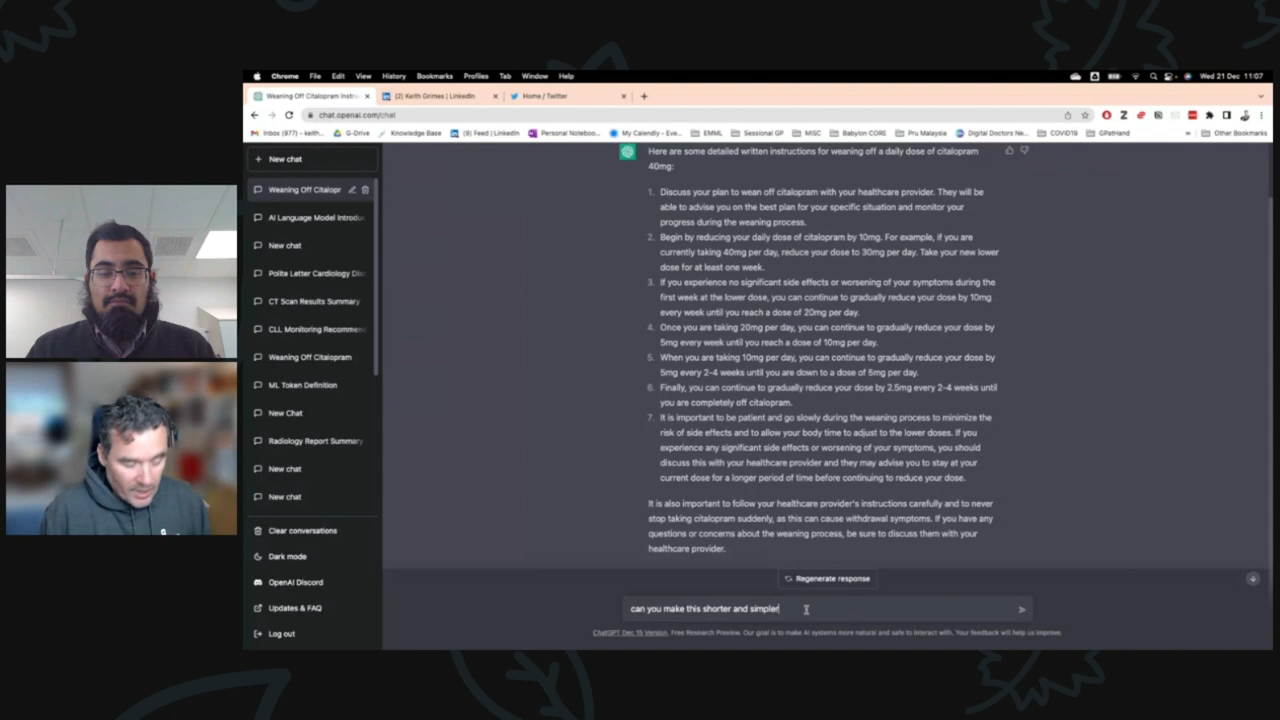 Chrome File Edit View History Bookmarks Profiles Tab Window Help
Wed 21 Dec 11:07
Weaning Off Citalopram Instru
(2) Keith Grimes | LinkedIn
Home / Twitter
chat.openai.com/chat
Inbox (977) - keith... G-Drive Knowledge Base (9) Feed | LinkedIn Personal Noteboo... My Calendly - Eve... EMML Sessional GP MISC Babylon CORE Pru Malaysia Digital Doctors Ne... COVID19 GPatHand » Other Bookmarks
+ New chat
Weaning Off Citalopr
AI Language Model Introduc
New chat
Polite Letter Cardiology Dis
CT Scan Results Summary
CLL Monitoring Recommen
Weaning Off Citalopram
ML Token Definition
New Chat
Radiology Report Summary
New chat
New chat
Clear conversations
Dark mode
OpenAI Discord
Updates & FAQ
Log out
Here are some detailed written instructions for weaning off a daily dose of citalopram
40mg:
1. Discuss your plan to wean off citalopram with your healthcare provider. They will be
able to advise you on the best plan for your specific situation and monitor your
progress during the weaning process.
2. Begin by reducing your daily dose of citalopram by 10mg. For example, if you are
currently taking 40mg per day, reduce your dose to 30mg per day. Take your new lower
dose for at least one week.
3. If you experience no significant side effects or worsening of your symptoms during the
first week at the lower dose, you can continue to gradually reduce your dose by 10mg
every week until you reach a dose of 20mg per day.
4. Once you are taking 20mg per day, you can continue to gradually reduce your dose by
5mg every week until you reach a dose of 10mg per day.
5. When you are taking 10mg per day, you can continue to gradually reduce your dose by
5mg every 2-4 weeks until you are down to a dose of 5mg per day.
6. Finally, you can continue to gradually reduce your dose by 2.5mg every 2-4 weeks until
you are completely off citalopram.
7. It is important to be patient and go slowly during the weaning process to minimize the
risk of side effects and to allow your body time to adjust to the lower doses. If you
experience any significant side effects or worsening of your symptoms, you should
discuss this with your healthcare provider and they may advise you to stay at your
current dose for a longer period of time before continuing to reduce your dose.
It is also important to follow your healthcare provider's instructions carefully and to never
stop taking citalopram suddenly, as this can cause withdrawal symptoms. If you have any
questions or concerns about the weaning process, be sure to discuss them with your
healthcare provider.
Regenerate response
can you make this shorter and simpler
ChatGPT Dec 15 Version. Free Research Preview. Our goal is to make AI systems more natural and safe to interact with. Your feedback will help us improve.